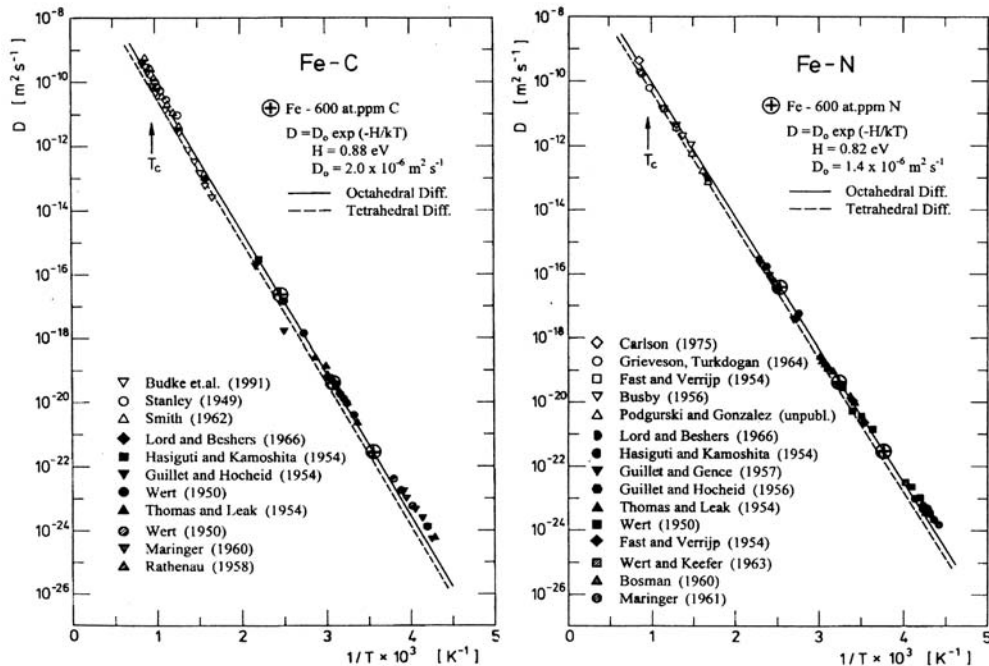 Fe-C
D [m² s⁻¹]
10⁻⁸
10⁻¹⁰
10⁻¹²
10⁻¹⁴
10⁻¹⁶
10⁻¹⁸
10⁻²⁰
10⁻²²
10⁻²⁴
10⁻²⁶
T_c
Fe - 600 at.ppm C
D = D_o exp (-H/kT)
H = 0.88 eV
D_o = 2.0 x 10⁻⁶ m² s⁻¹
Octahedral Diff.
Tetrahedral Diff.
Budke et.al. (1991)
Stanley (1949)
Smith (1962)
Lord and Beshers (1966)
Hasiguti and Kamoshita (1954)
Guillet and Hocheid (1954)
Wert (1950)
Thomas and Leak (1954)
Wert (1950)
Maringer (1960)
Rathenau (1958)
0 1 2 3 4 5
1/T × 10³ [K⁻¹]
Fe-N
D [m² s⁻¹]
10⁻⁸
10⁻¹⁰
10⁻¹²
10⁻¹⁴
10⁻¹⁶
10⁻¹⁸
10⁻²⁰
10⁻²²
10⁻²⁴
10⁻²⁶
T_c
Fe - 600 at.ppm N
D = D_o exp (-H/kT)
H = 0.82 eV
D_o = 1.4 x 10⁻⁶ m² s⁻¹
Octahedral Diff.
Tetrahedral Diff.
Carlson (1975)
Grieveson, Turkdogan (1964)
Fast and Verrijp (1954)
Busby (1956)
Podgurski and Gonzalez (unpubl.)
Lord and Beshers (1966)
Hasiguti and Kamoshita (1954)
Guillet and Gence (1957)
Guillet and Hocheid (1956)
Thomas and Leak (1954)
Wert (1950)
Fast and Verrijp (1954)
Wert and Keefer (1963)
Bosman (1960)
Maringer (1961)
0 1 2 3 4 5
1/T × 10³ [K⁻¹]